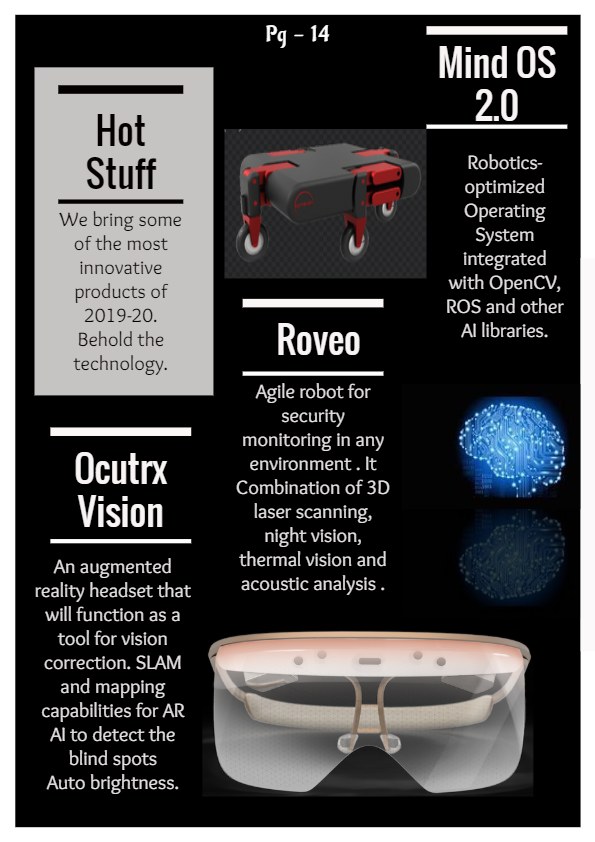 Pg – 14
Hot
Stuff
We bring some
of the most
innovative
products of
2019-20.
Behold the
technology.
Mind OS
2.0
Robotics-
optimized
Operating
System
integrated
with OpenCV,
ROS and other
AI libraries.
Roveo
Agile robot for
security
monitoring in any
environment . It
Combination of 3D
laser scanning,
night vision,
thermal vision and
acoustic analysis .
Ocutrx
Vision
An augmented
reality headset that
will function as a
tool for vision
correction. SLAM
and mapping
capabilities for AR
AI to detect the
blind spots
Auto brightness.